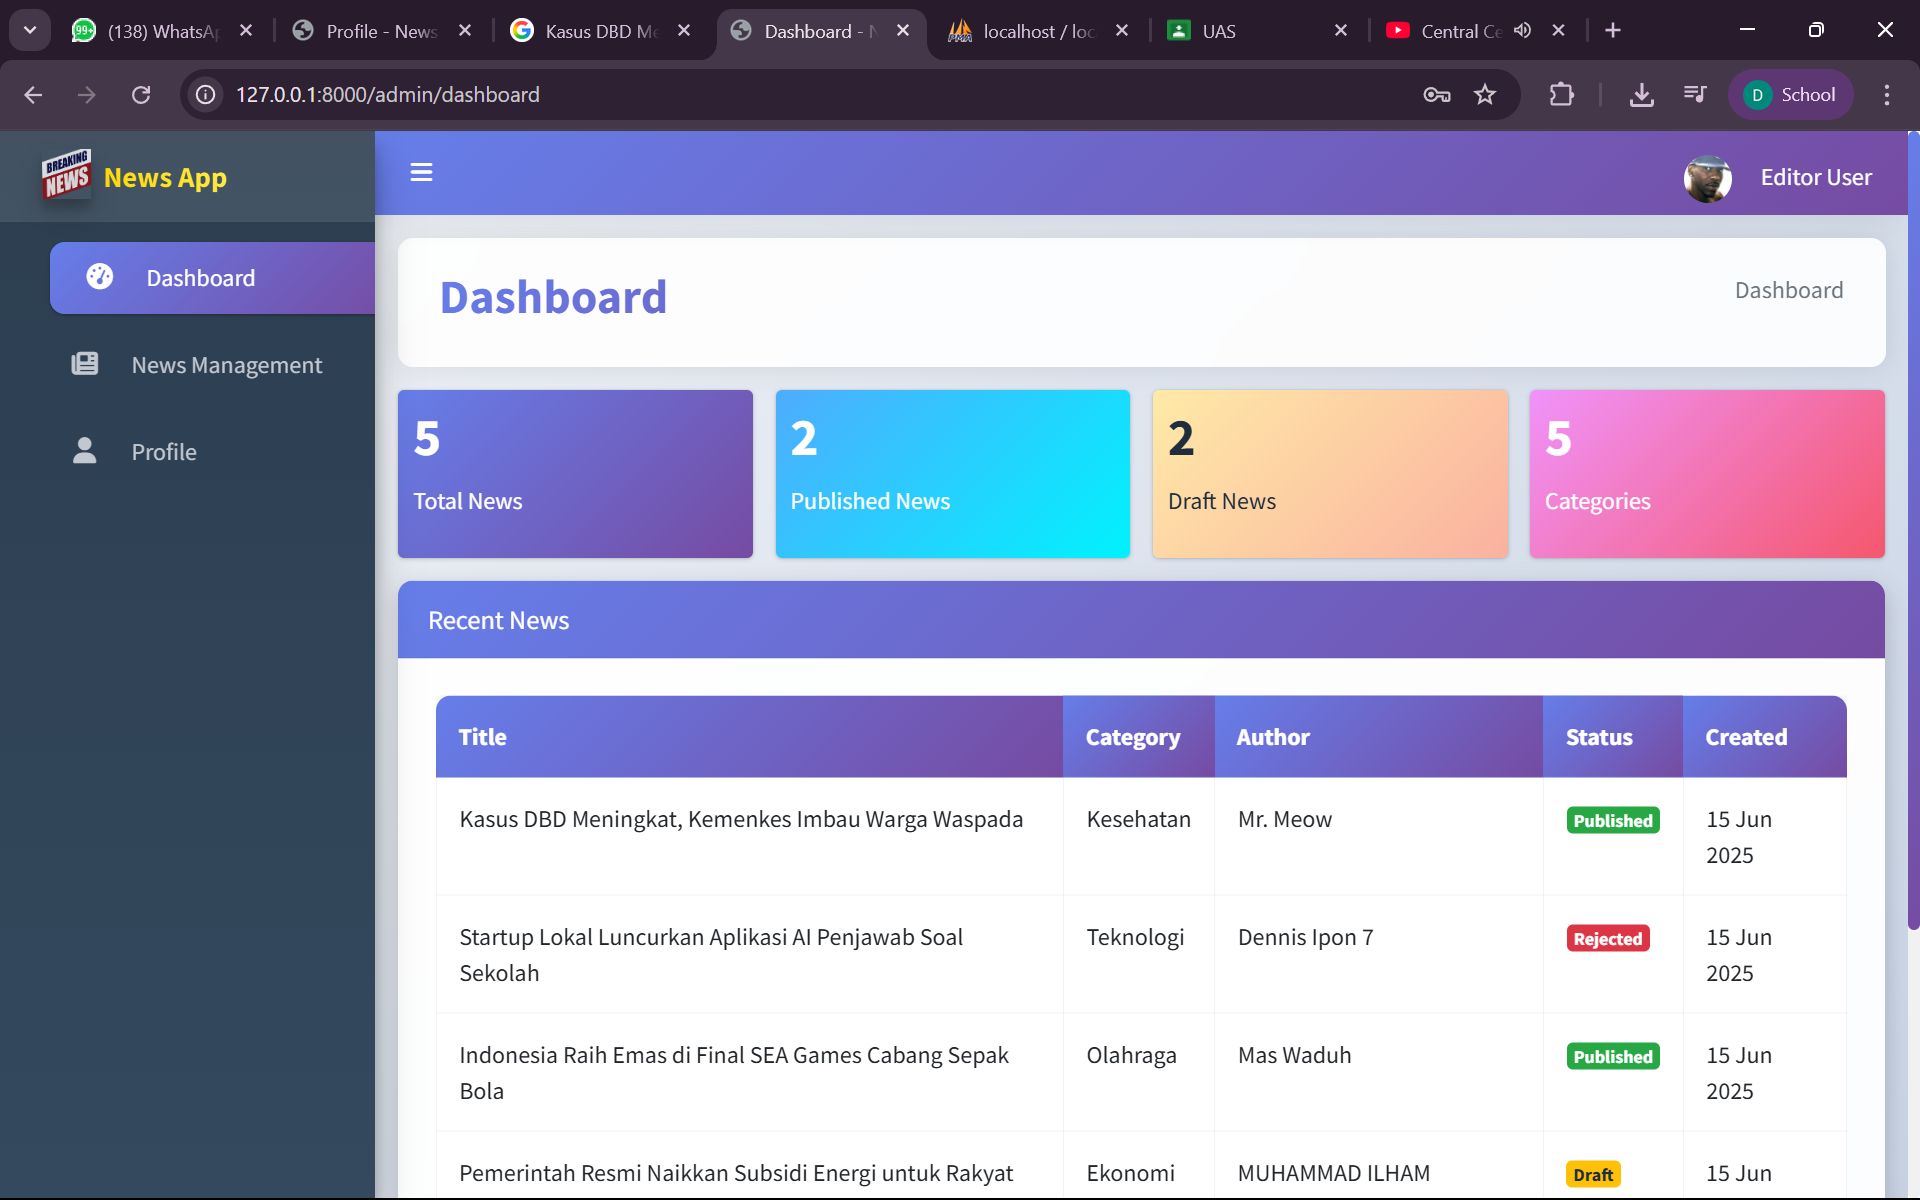 (138) WhatsAp
Profile - News
Kasus DBD Me
Dashboard - N
localhost / loc
UAS
Central Ce
127.0.0.1:8000/admin/dashboard
D School
BREAKING NEWS News App
Editor User
Dashboard
News Management
Profile
Dashboard
Dashboard
5
Total News
2
Published News
2
Draft News
5
Categories
Recent News
Title Category Author Status Created
Kasus DBD Meningkat, Kemenkes Imbau Warga Waspada Kesehatan Mr. Meow Published 15 Jun
2025
Startup Lokal Luncurkan Aplikasi AI Penjawab Soal Teknologi Dennis Ipon 7 Rejected 15 Jun
Sekolah 2025
Indonesia Raih Emas di Final SEA Games Cabang Sepak Olahraga Mas Waduh Published 15 Jun
Bola 2025
Pemerintah Resmi Naikkan Subsidi Energi untuk Rakyat Ekonomi MUHAMMAD ILHAM Draft 15 Jun